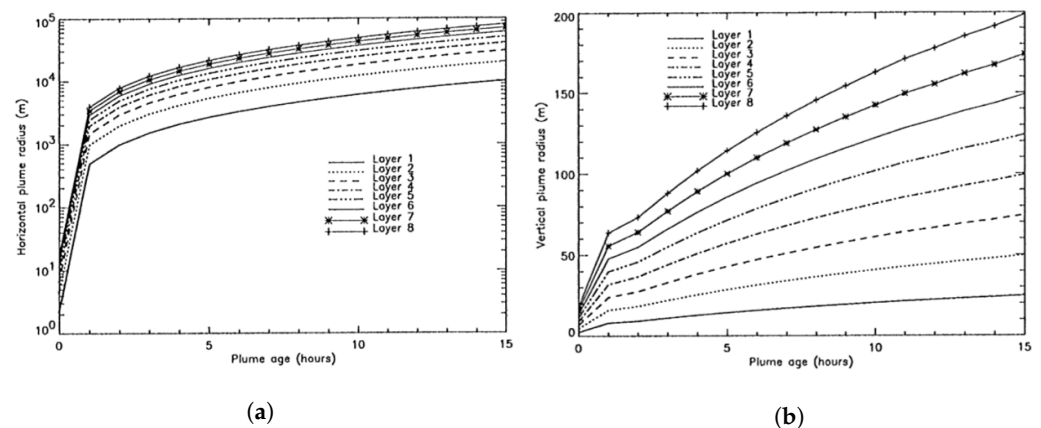 Horizontal plume radius (m)
10^5
10^4
10^3
10^2
10^1
10^0
Layer 1
Layer 2
Layer 3
Layer 4
Layer 5
Layer 6
Layer 7
Layer 8
0 5 10 15
Plume age (hours)
(a)
Vertical plume radius (m)
200
150
100
50
0
Layer 1
Layer 2
Layer 3
Layer 4
Layer 5
Layer 6
Layer 7
Layer 8
0 5 10 15
Plume age (hours)
(b)